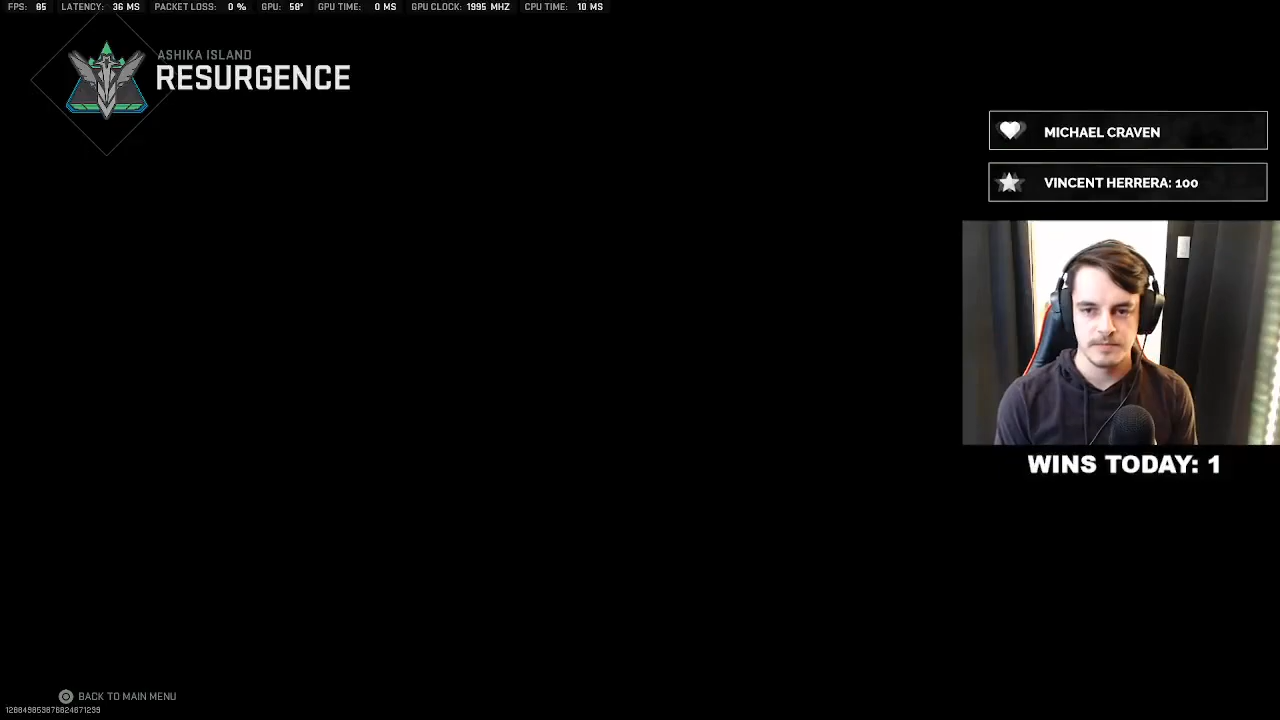 FPS: 65 LATENCY: 36 MS PACKET LOSS: 0 % GPU: 58° GPU TIME: 0 MS GPU CLOCK: 1995 MHZ CPU TIME: 10 MS
ASHIKA ISLAND
RESURGENCE
MICHAEL CRAVEN
VINCENT HERRERA: 100
WINS TODAY: 1
BACK TO MAIN MENU